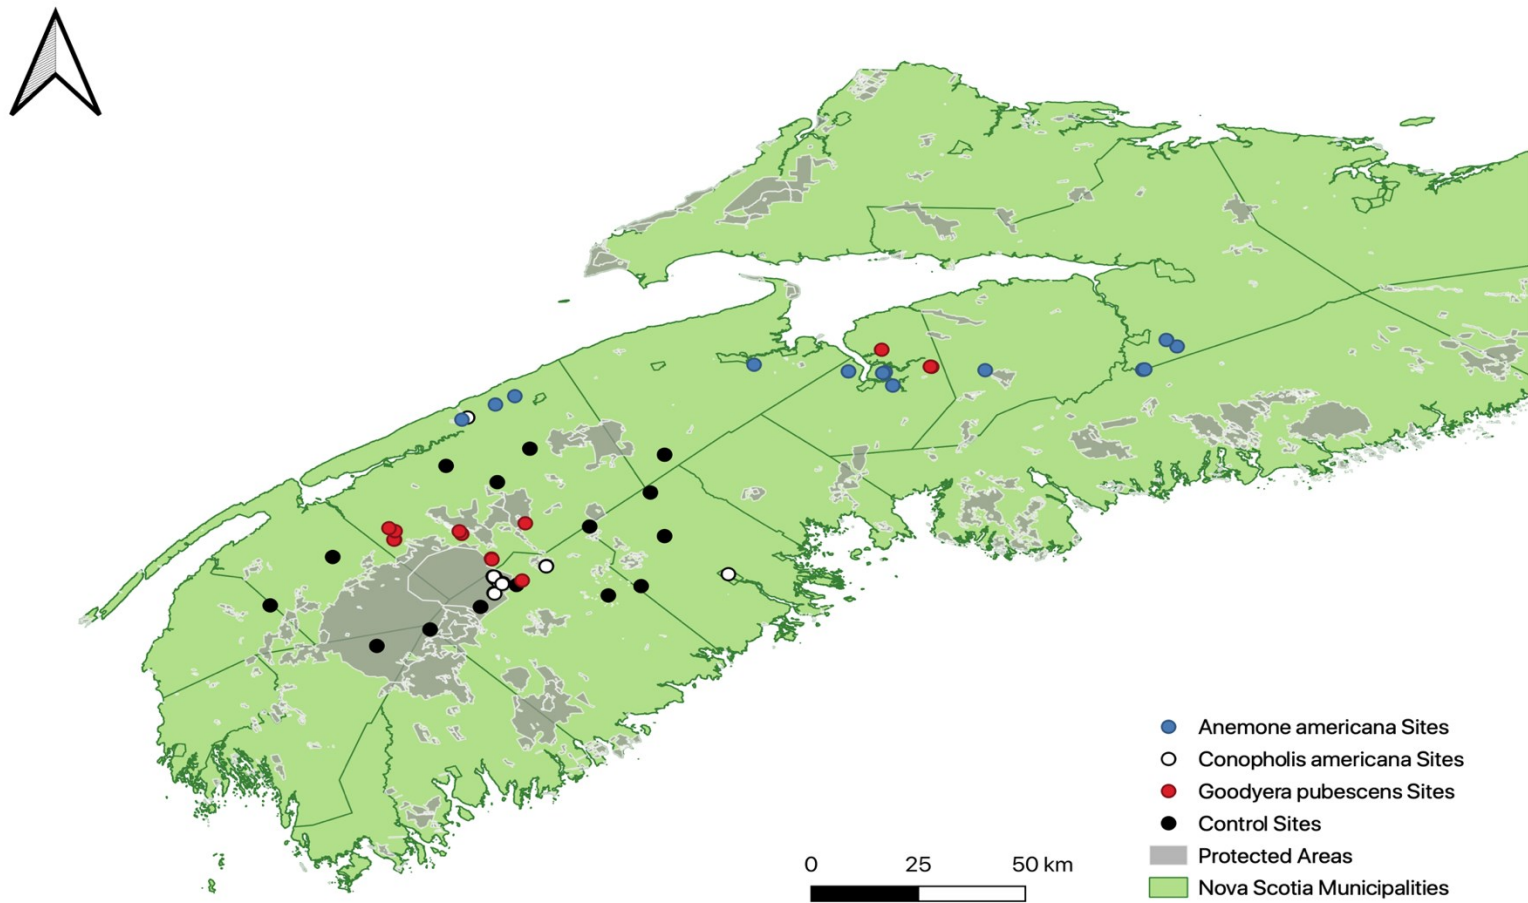 Anemone americana Sites
Conopholis americana Sites
Goodyera pubescens Sites
Control Sites
Protected Areas
Nova Scotia Municipalities
0 25 50 km